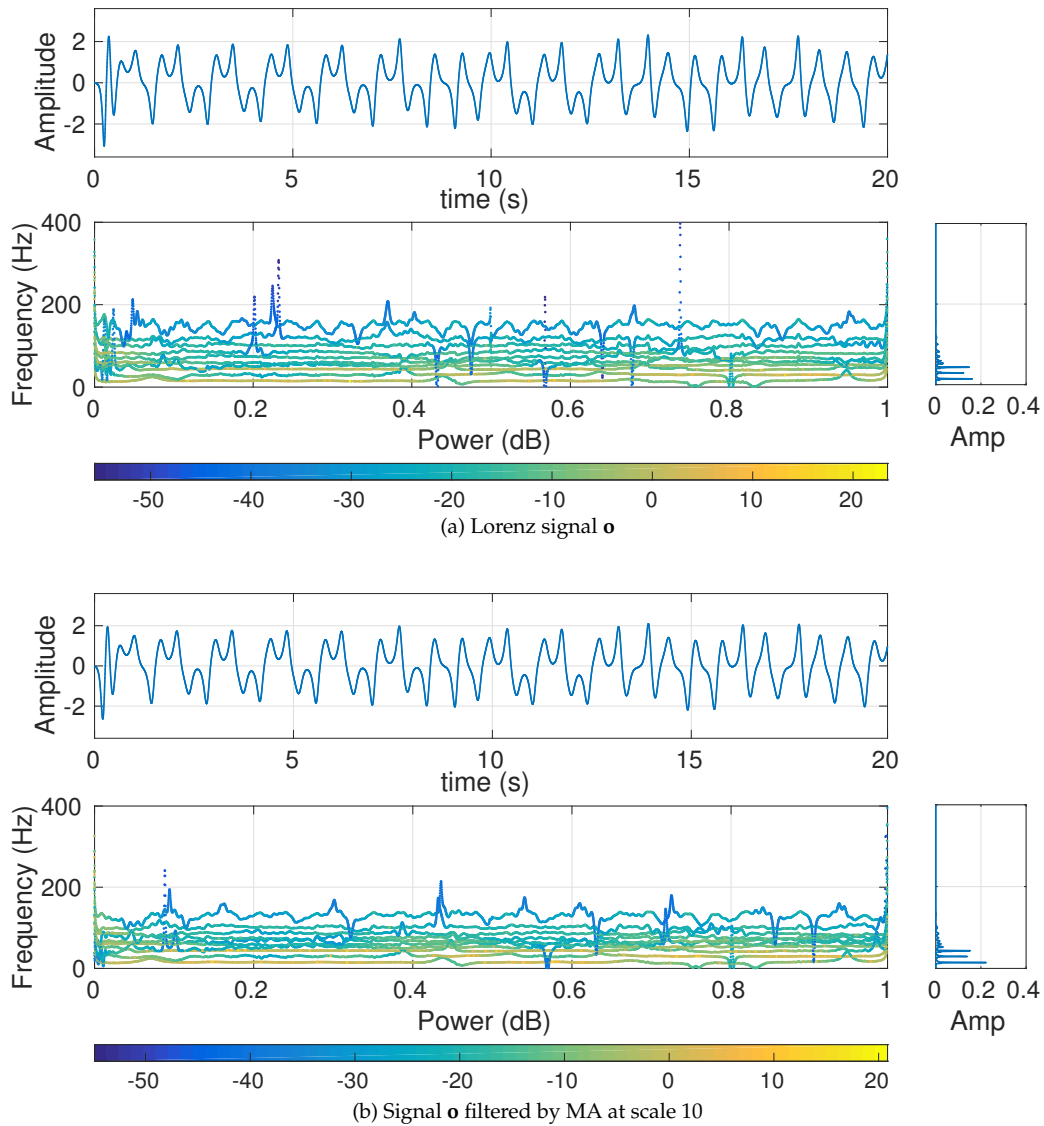 Amplitude
2
0
-2
0 5 10 15 20
time (s)
Frequency (Hz)
400
200
0
0 0.2 0.4 0.6 0.8 1
Power (dB)
0 0.2 0.4
Amp
-50 -40 -30 -20 -10 0 10 20
(a) Lorenz signal o
Amplitude
2
0
-2
0 5 10 15 20
time (s)
Frequency (Hz)
400
200
0
0 0.2 0.4 0.6 0.8 1
Power (dB)
0 0.2 0.4
Amp
-50 -40 -30 -20 -10 0 10 20
(b) Signal o filtered by MA at scale 10